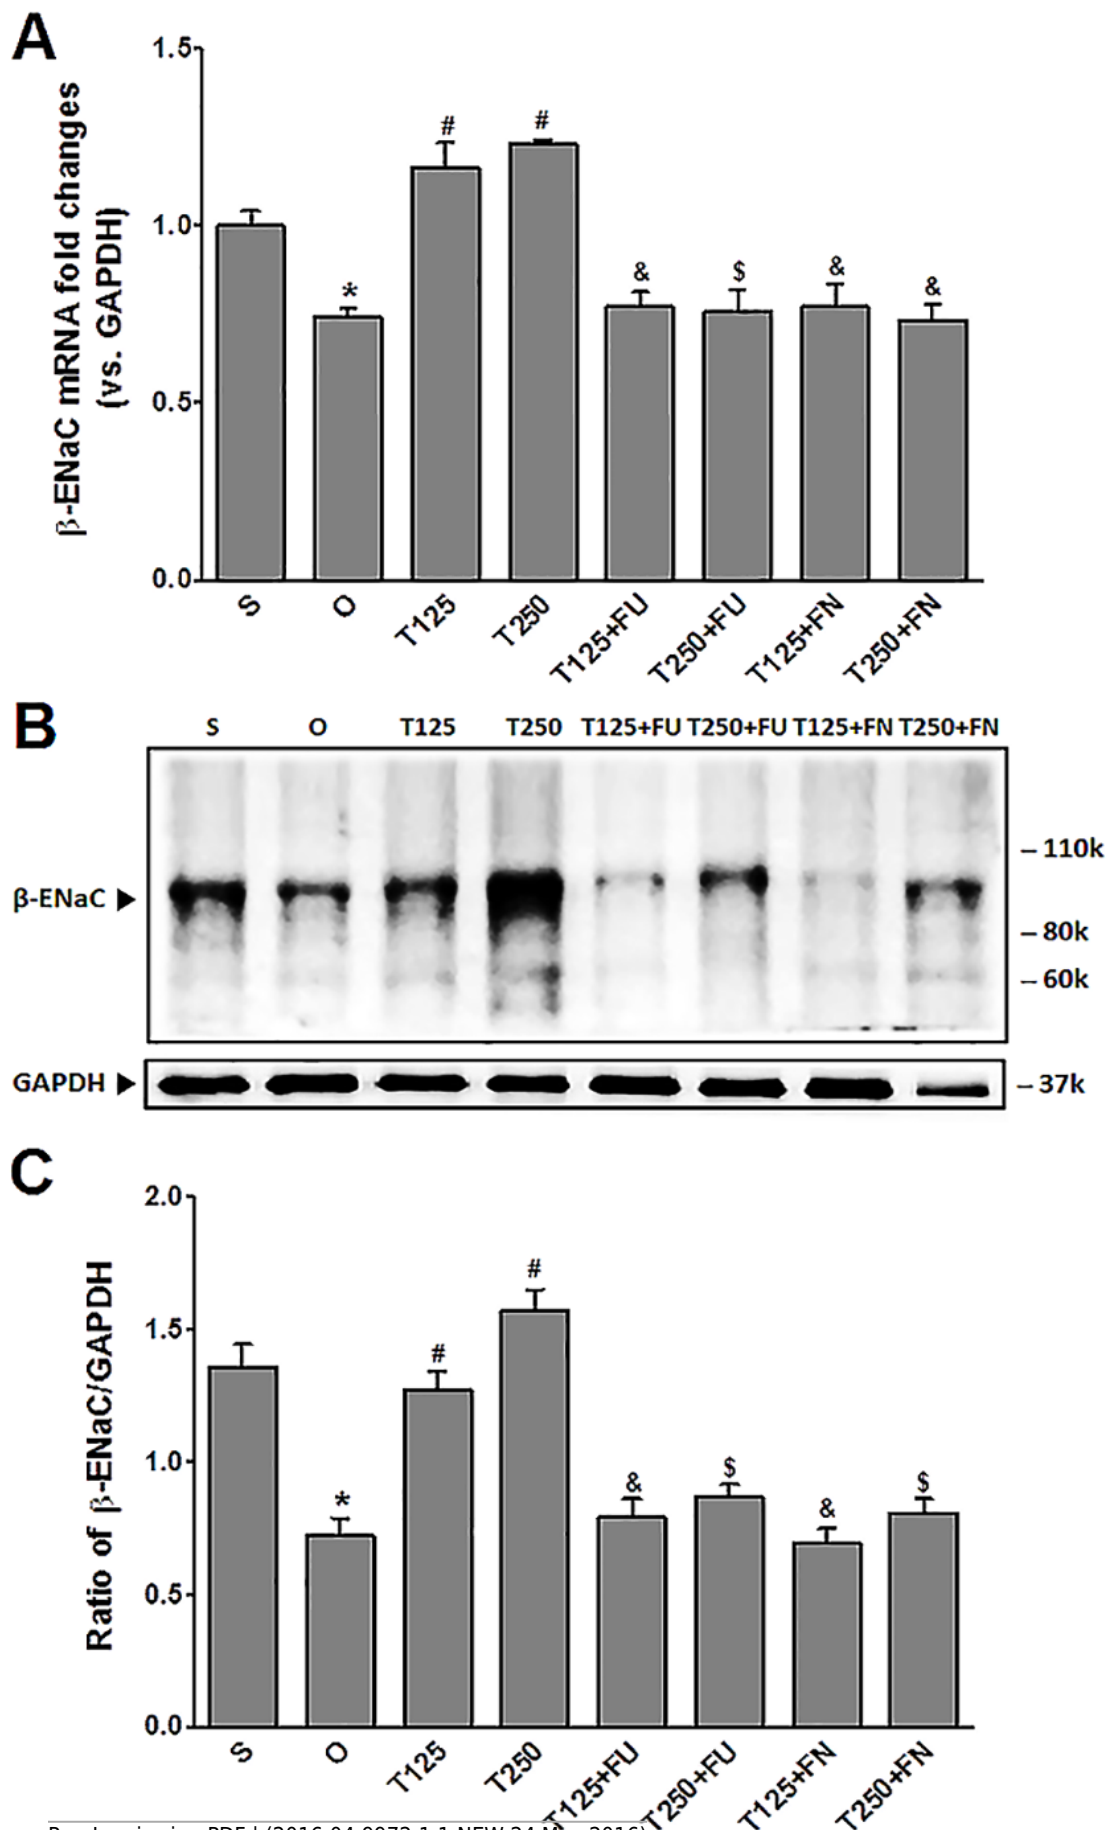 A
1.5
β-ENaC mRNA fold changes
(vs. GAPDH)
1.0
0.5
0.0
# #
* & $ & &
S O T125 T250 T125+FU T250+FU T125+FN T250+FN
B
S O T125 T250 T125+FU T250+FU T125+FN T250+FN
110k
β-ENaC
80k
60k
GAPDH
37k
C
2.0
Ratio of β-ENaC/GAPDH
1.5
1.0
0.5
0.0
# #
* & $ & $
S O T125 T250 T125+FU T250+FU T125+FN T250+FN